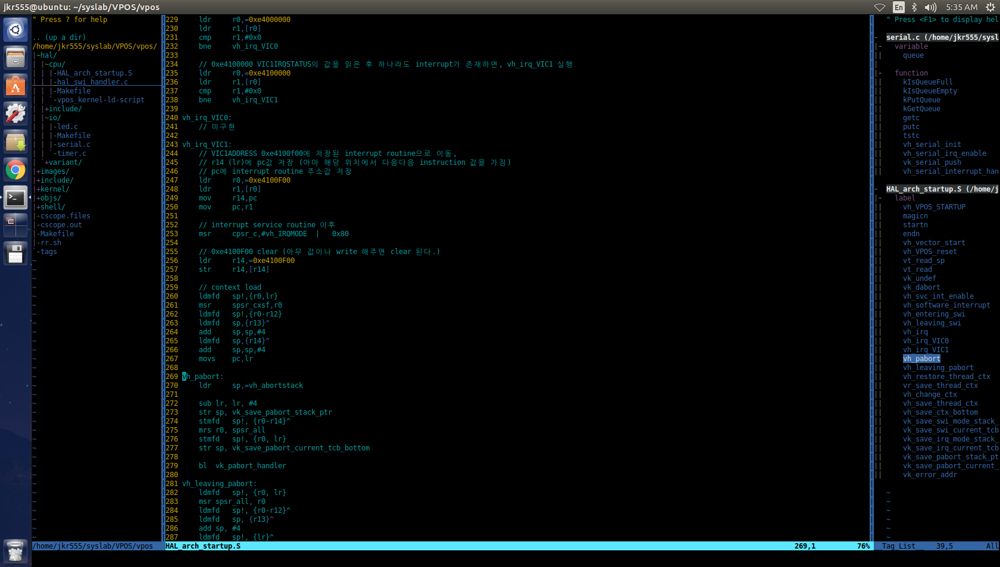 jkr555@ubuntu: ~/syslab/VPOS/vpos
En
5:35 AM
" Press ? for help
.. (up a dir)
/home/jkr555/syslab/VPOS/vpos/
|~hal/
| |~cpu/
| | |-HAL_arch_startup.S
| | |-hal_swi_handler.c
| | |-Makefile
| | `-vpos_kernel-ld-script
| |+include/
| |~io/
| | |-led.c
| | |-Makefile
| | |-serial.c
| | `-timer.c
| `+variant/
|+images/
|+include/
|+kernel/
|+objs/
|+shell/
|-cscope.files
|-cscope.out
|-Makefile
|-rr.sh
`-tags
/home/jkr555/syslab/VPOS/vpos
229 ldr r0,=0xe4000000
230 ldr r1,[r0]
231 cmp r1,#0x0
232 bne vh_irq_VIC0
233
234 // 0xe4100000 VIC1IRQSTATUS의 값을 읽은 후 하나라도 interrupt가 존재하면, vh_irq_VIC1 실행
235 ldr r0,=0xe4100000
236 ldr r1,[r0]
237 cmp r1,#0x0
238 bne vh_irq_VIC1
239
240 vh_irq_VIC0:
241 // 미구현
242
243 vh_irq_VIC1:
244 // VIC1ADDRESS 0xe4100f00에 저장된 interrupt routine으로 이동,
245 // r14 (lr)에 pc값 저장 (아마 해당 위치에서 다음다음 instruction 값을 가짐)
246 // pc에 interrupt routine 주소값 저장
247 ldr r0,=0xe4100F00
248 ldr r1,[r0]
249 mov r14,pc
250 mov pc,r1
251
252 // interrupt service routine 이후
253 msr cpsr_c,#vh_IRQMODE | 0x80
254
255 // 0xe4100F00 clear (아무 값이나 write 해주면 clear 된다.)
256 ldr r14,=0xe4100F00
257 str r14,[r14]
258
259 // context load
260 ldmfd sp!,{r0,lr}
261 msr spsr_cxsf,r0
262 ldmfd sp!,{r0-r12}
263 ldmfd sp,{r13}^
264 add sp,sp,#4
265 ldmfd sp,{r14}^
266 add sp,sp,#4
267 movs pc,lr
268
269 vh_pabort:
270 ldr sp,=vh_abortstack
271
272 sub lr, lr, #4
273 str sp, vk_save_pabort_stack_ptr
274 stmfd sp!, {r0-r14}^
275 mrs r0, spsr_all
276 stmfd sp!, {r0, lr}
277 str sp, vk_save_pabort_current_tcb_bottom
278
279 bl vk_pabort_handler
280
281 vh_leaving_pabort:
282 ldmfd sp!, {r0, lr}
283 msr spsr_all, r0
284 ldmfd sp!, {r0-r12}^
285 ldmfd sp, {r13}^
286 add sp, #4
287 ldmfd sp!, {lr}^
HAL_arch_startup.S 269,1 76%
" Press <F1> to display hel
- serial.c (/home/jkr555/sysl
|- variable
|| queue
|
|- function
|| kIsQueueFull
|| kIsQueueEmpty
|| kPutQueue
|| kGetQueue
|| getc
|| putc
|| tstc
|| vh_serial_init
|| vh_serial_irq_enable
|| vk_serial_push
|| vh_serial_interrupt_han
- HAL_arch_startup.S (/home/j
|- label
|| vh_VPOS_STARTUP
|| magicn
|| startn
|| endn
|| vh_vector_start
|| vh_VPOS_reset
|| vt_read_sp
|| vt_read
|| vk_undef
|| vk_dabort
|| vh_svc_int_enable
|| vh_software_interrupt
|| vh_entering_swi
|| vh_leaving_swi
|| vh_irq
|| vh_irq_VIC0
|| vh_irq_VIC1
|| vh_pabort
|| vh_leaving_pabort
|| vh_restore_thread_ctx
|| vr_save_thread_ctx
|| vh_change_ctx
|| vh_save_thread_ctx
|| vh_save_ctx_bottom
|| vk_save_swi_mode_stack_
|| vk_save_swi_current_tcb
|| vk_save_irq_mode_stack_
|| vk_save_irq_current_tcb
|| vk_save_pabort_stack_pt
|| vk_save_pabort_current_
|| vk_error_addr
Tag List 39,5 All